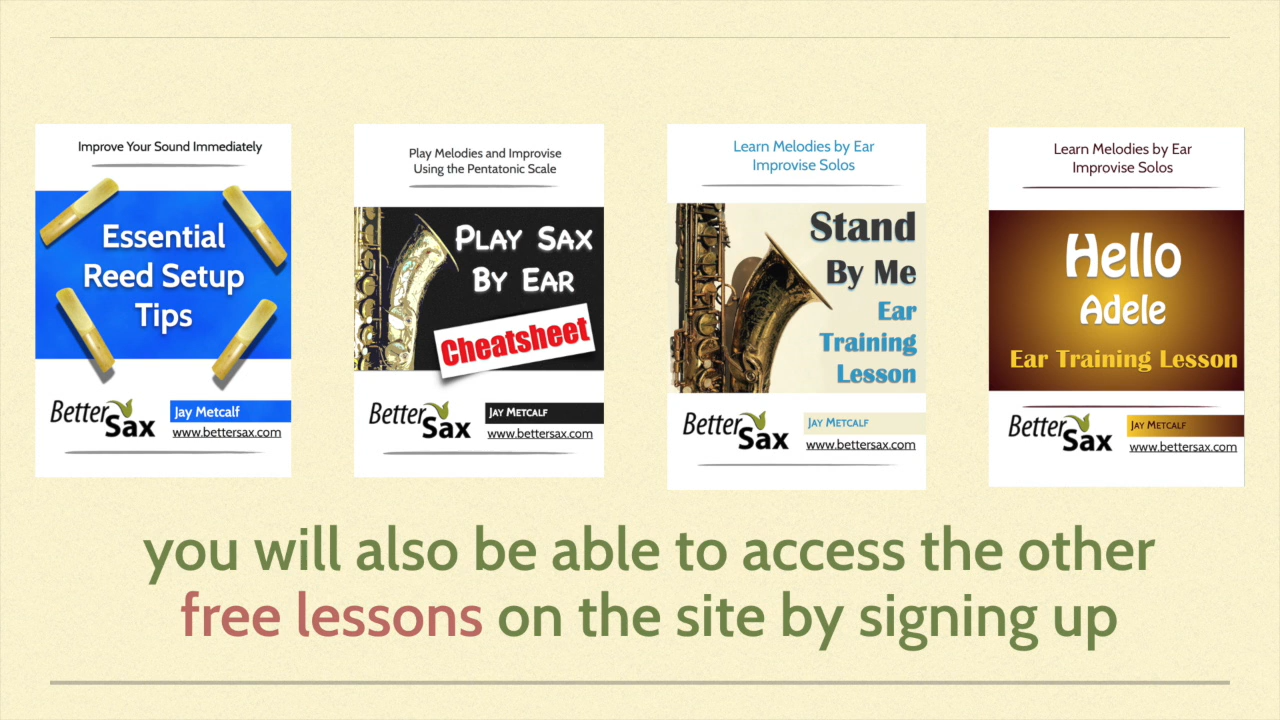 Improve Your Sound Immediately
Essential
Reed Setup
Tips
Better Sax
Jay Metcalf
www.bettersax.com
Play Melodies and Improvise
Using the Pentatonic Scale
PLAY SAX
BY EAR
Cheatsheet
Better Sax
JAY METCALF
www.bettersax.com
Learn Melodies by Ear
Improvise Solos
Stand
By Me
Ear
Training
Lesson
Better Sax
JAY METCALF
www.bettersax.com
Learn Melodies by Ear
Improvise Solos
Hello
Adele
Ear Training Lesson
Better Sax
JAY METCALF
www.bettersax.com
you will also be able to access the other
free lessons on the site by signing up